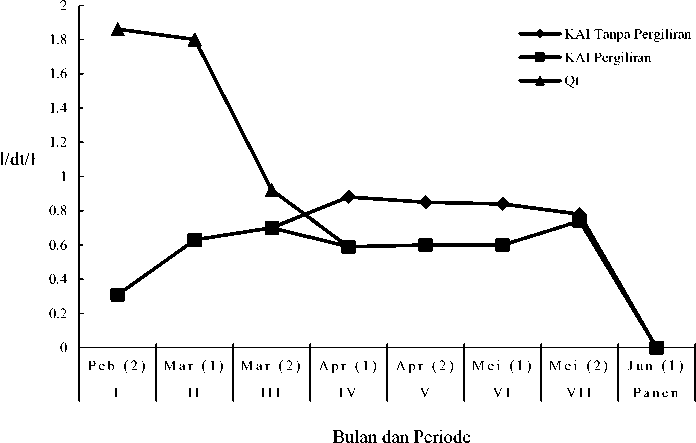 2
1.8
1.6
1.4
1.2
1
0.8
0.6
0.4
0.2
0
l/dt/H
KAI Tanpa Pergiliran
KAI Pergiliran
Qt
Peb (2) Mar (1) Mar (2) Apr (1) Apr (2) Mei (1) Mei (2) Jun (1)
I II III IV V VI VII Panen
Bulan dan Periode